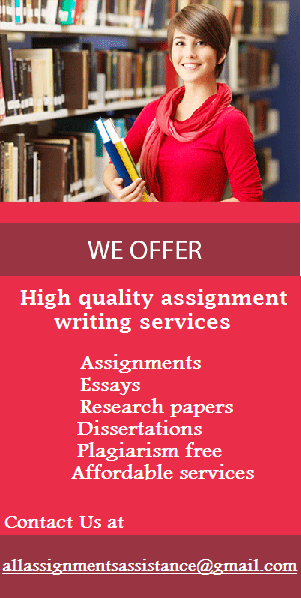 WE OFFER
High quality assignment
writing services
Assignments
Essays
Research papers
Dissertations
Plagiarism free
Affordable services
Contact Us at
allassignmentsassistance@gmail.com